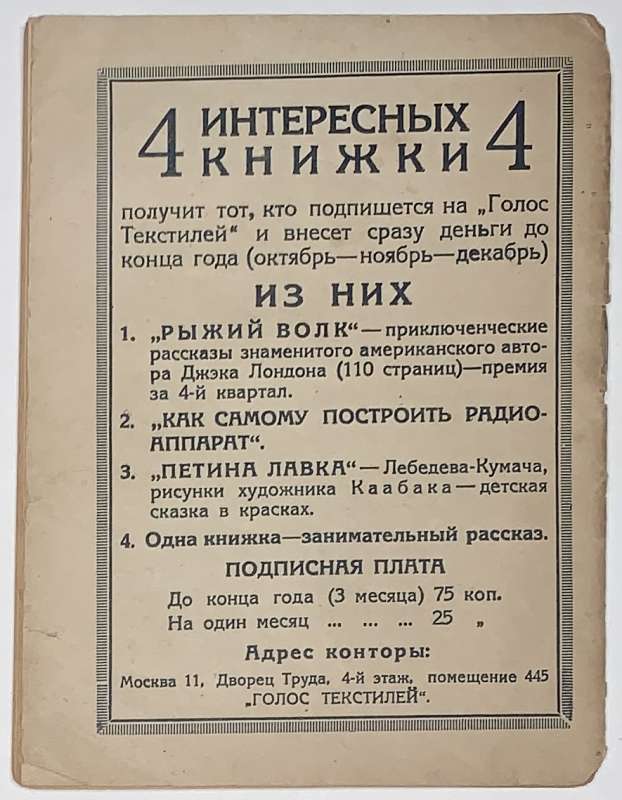 4 ИНТЕРЕСНЫХ 4
КНИЖКИ
получит тот, кто подпишется на „Голос
Текстилей“ и внесет сразу деньги до
конца года (октябрь—ноябрь—декабрь)
ИЗ НИХ
1. „РЫЖИЙ ВОЛК“—приключенческие
рассказы знаменитого американского авто-
ра Джэка Лондона (110 страниц)—премия
за 4-й квартал.
2. „КАК САМОМУ ПОСТРОИТЬ РАДИО-
АППАРАТ“.
3. „ПЕТИНА ЛАВКА“—Лебедева-Кумача,
рисунки художника Каабака—детская
сказка в красках.
4. Одна книжка—занимательный рассказ.
ПОДПИСНАЯ ПЛАТА
До конца года (3 месяца) 75 коп.
На один месяц ... ... ... 25 „
Адрес конторы:
Москва 11, Дворец Труда, 4-й этаж, помещение 445
„ГОЛОС ТЕКСТИЛЕЙ“.